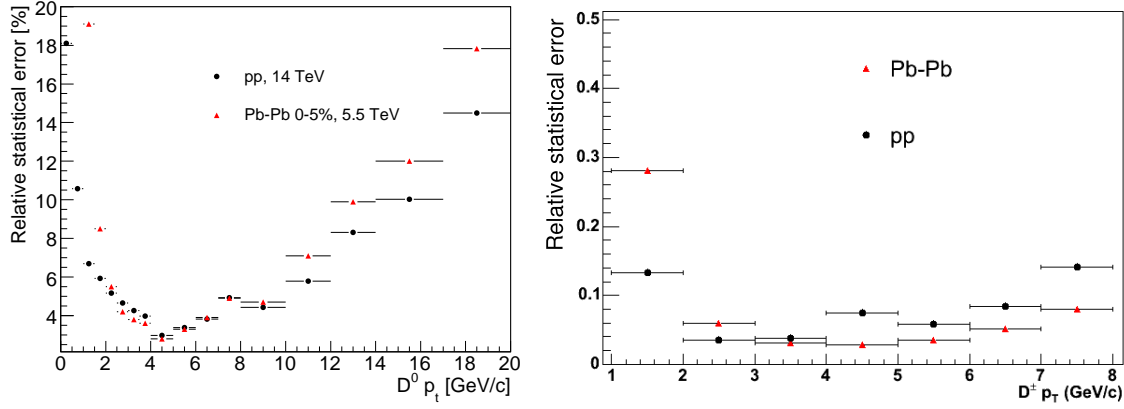 Relative statistical error [%]
20
18
16
14
12
10
8
6
4
pp, 14 TeV
Pb-Pb 0-5%, 5.5 TeV
0 2 4 6 8 10 12 14 16 18 20
D0 pt [GeV/c]
Relative statistical error
0.5
0.4
0.3
0.2
0.1
0
Pb-Pb
pp
1 2 3 4 5 6 7 8
D± pT (GeV/c)